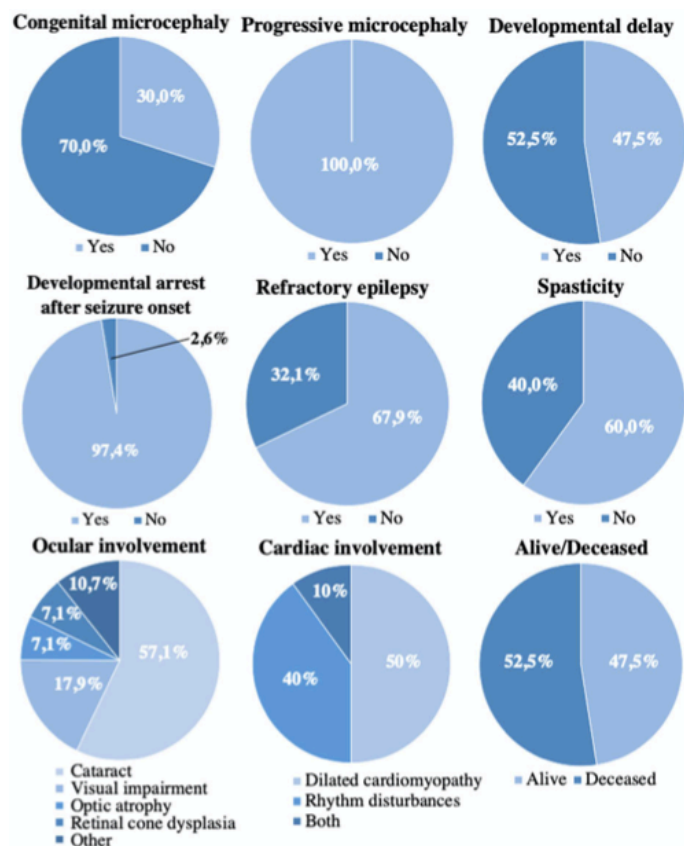 Congenital microcephaly
30,0%
70,0%
Yes No
Progressive microcephaly
100,0%
Yes No
Developmental delay
52,5% 47,5%
Yes No
Developmental arrest
after seizure onset
2,6%
97,4%
Yes No
Refractory epilepsy
32,1%
67,9%
Yes No
Spasticity
40,0%
60,0%
Yes No
Ocular involvement
10,7%
7,1%
7,1%
57,1%
17,9%
Cataract
Visual impairment
Optic atrophy
Retinal cone dysplasia
Other
Cardiac involvement
10%
40% 50%
Dilated cardiomyopathy
Rhythm disturbances
Both
Alive/Deceased
52,5% 47,5%
Alive Deceased